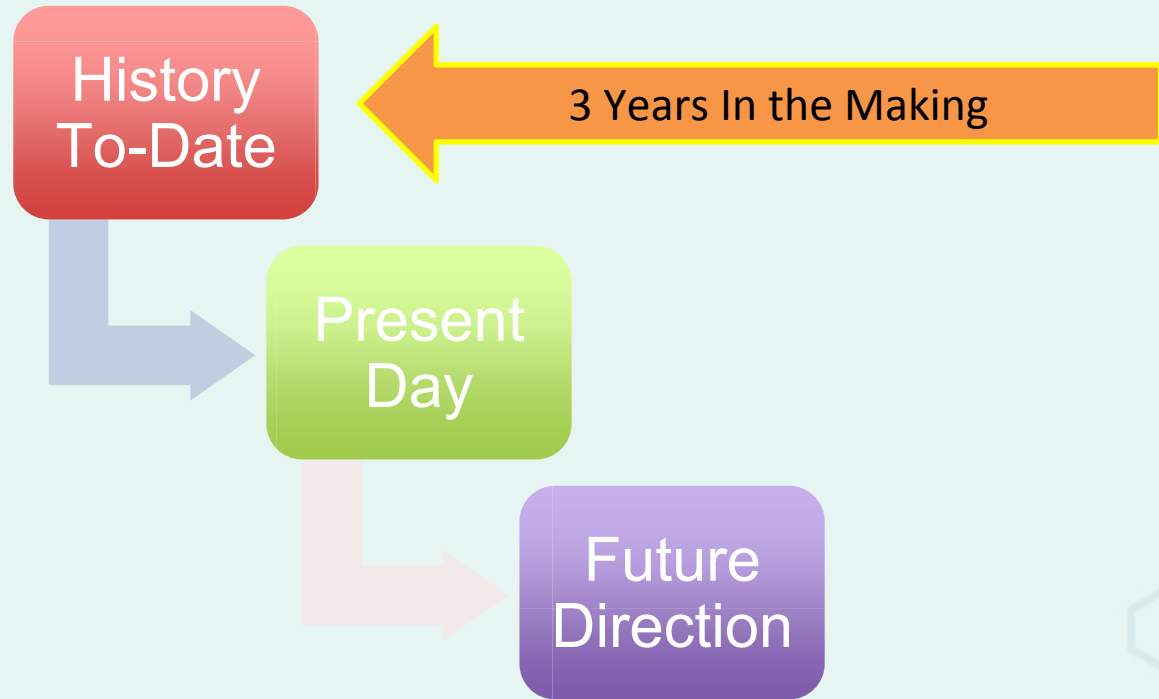 History
To-Date
3 Years In the Making
Present
Day
Future
Direction